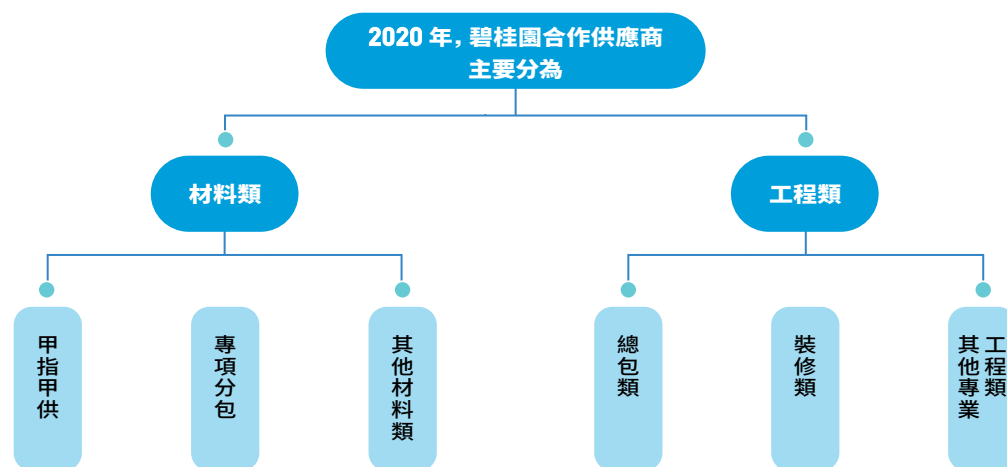 2020 年，碧桂園合作供應商
主要分為
材料類
工程類
甲指甲供
專項分包
其他材料類
總包類
裝修類
其他專業
工程類